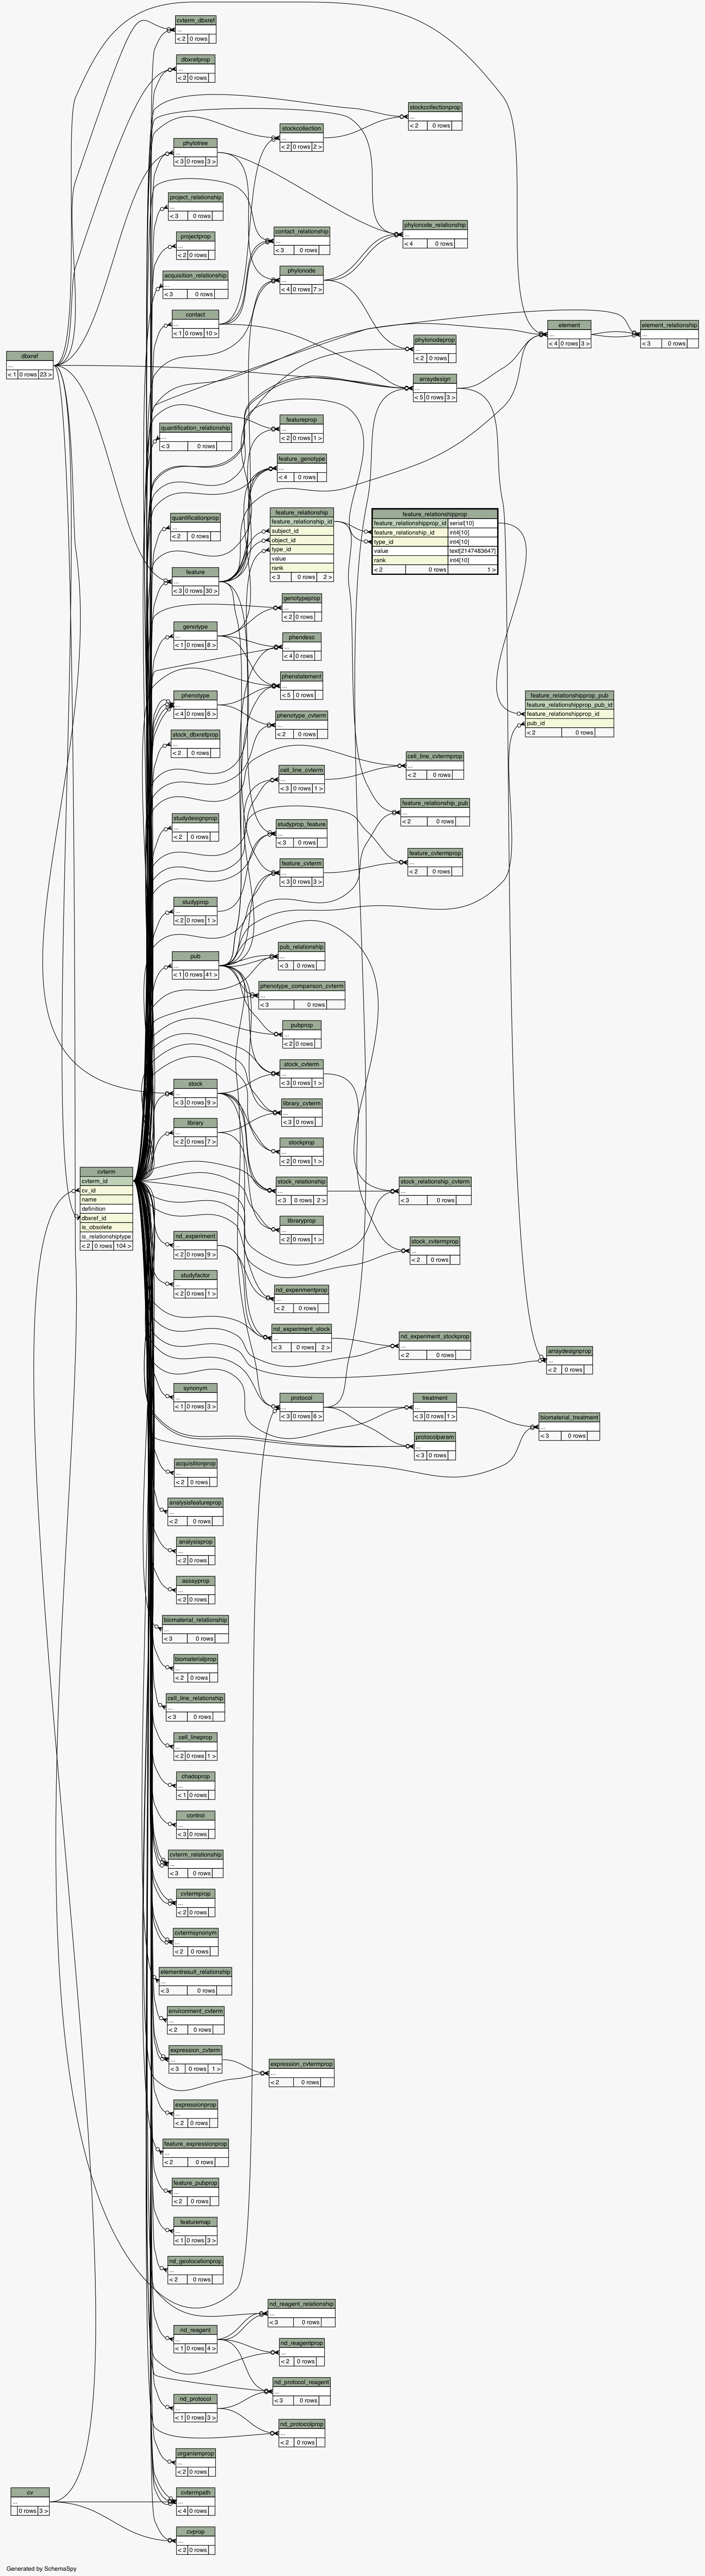 cvterm_dbxref
...
< 2 0 rows
dbxrefprop
...
< 2 0 rows
stockcollectionprop
...
< 2 0 rows
stockcollection
...
< 2 0 rows 2 >
phylotree
...
< 3 0 rows 3 >
project_relationship
...
< 3 0 rows
phylonode_relationship
...
< 4 0 rows
contact_relationship
...
< 3 0 rows
projectprop
...
< 2 0 rows
phylonode
...
< 4 0 rows 7 >
acquisition_relationship
...
< 3 0 rows
contact
...
< 1 0 rows 10 >
element
...
< 4 0 rows 3 >
element_relationship
...
< 3 0 rows
phylonodeprop
...
< 2 0 rows
dbxref
...
< 1 0 rows 23 >
arraydesign
...
< 5 0 rows 3 >
featureprop
...
< 2 0 rows 1 >
quantification_relationship
...
< 3 0 rows
feature_genotype
...
< 4 0 rows
feature_relationship
feature_relationship_id
subject_id
object_id
type_id
value
rank
< 3 0 rows 2 >
feature_relationshipprop
feature_relationshipprop_id serial[10]
feature_relationship_id int4[10]
type_id int4[10]
value text[2147483647]
rank int4[10]
< 2 0 rows 1 >
quantificationprop
...
< 2 0 rows
feature
...
< 3 0 rows 30 >
genotypeprop
...
< 2 0 rows
genotype
...
< 1 0 rows 8 >
phendesc
...
< 4 0 rows
phenstatement
...
< 5 0 rows
phenotype
...
< 4 0 rows 6 >
feature_relationshipprop_pub
feature_relationshipprop_pub_id
feature_relationshipprop_id
pub_id
< 2 0 rows
phenotype_cvterm
...
< 2 0 rows
stock_dbxrefprop
...
< 2 0 rows
cell_line_cvtermprop
...
< 2 0 rows
cell_line_cvterm
...
< 3 0 rows 1 >
feature_relationship_pub
...
< 2 0 rows
studydesignprop
...
< 2 0 rows
studyprop_feature
...
< 3 0 rows
feature_cvtermprop
...
< 2 0 rows
feature_cvterm
...
< 3 0 rows 3 >
studyprop
...
< 2 0 rows 1 >
pub_relationship
...
< 3 0 rows
pub
...
< 1 0 rows 41 >
phenotype_comparison_cvterm
...
< 3 0 rows
pubprop
...
< 2 0 rows
stock_cvterm
...
< 3 0 rows 1 >
stock
...
< 3 0 rows 9 >
library_cvterm
...
< 3 0 rows
library
...
< 2 0 rows 7 >
stockprop
...
< 2 0 rows 1 >
cvterm
cvterm_id
cv_id
name
definition
dbxref_id
is_obsolete
is_relationshiptype
< 2 0 rows 104 >
stock_relationship
...
< 3 0 rows 2 >
stock_relationship_cvterm
...
< 3 0 rows
libraryprop
...
< 2 0 rows 1 >
nd_experiment
...
< 2 0 rows 9 >
stock_cvtermprop
...
< 2 0 rows
studyfactor
...
< 2 0 rows 1 >
nd_experimentprop
...
< 2 0 rows
nd_experiment_stock
...
< 3 0 rows 2 >
nd_experiment_stockprop
...
< 2 0 rows
arraydesignprop
...
< 2 0 rows
synonym
...
< 1 0 rows 3 >
protocol
...
< 3 0 rows 6 >
treatment
...
< 3 0 rows 1 >
biomaterial_treatment
...
< 3 0 rows
protocolparam
...
< 3 0 rows
acquisitionprop
...
< 2 0 rows
analysisfeatureprop
...
< 2 0 rows
analysisprop
...
< 2 0 rows
assayprop
...
< 2 0 rows
biomaterial_relationship
...
< 3 0 rows
biomaterialprop
...
< 2 0 rows
cell_line_relationship
...
< 3 0 rows
cell_lineprop
...
< 2 0 rows 1 >
chadoprop
...
< 1 0 rows
control
...
< 3 0 rows
cvterm_relationship
...
< 3 0 rows
cvtermprop
...
< 2 0 rows
cvtermsynonym
...
< 2 0 rows
elementresult_relationship
...
< 3 0 rows
environment_cvterm
...
< 2 0 rows
expression_cvterm
...
< 3 0 rows 1 >
expression_cvtermprop
...
< 2 0 rows
expressionprop
...
< 2 0 rows
feature_expressionprop
...
< 2 0 rows
feature_pubprop
...
< 2 0 rows
featuremap
...
< 1 0 rows 3 >
nd_geolocationprop
...
< 2 0 rows
nd_reagent_relationship
...
< 3 0 rows
nd_reagent
...
< 1 0 rows 4 >
nd_reagentprop
...
< 2 0 rows
nd_protocol_reagent
...
< 3 0 rows
nd_protocol
...
< 1 0 rows 3 >
nd_protocolprop
...
< 2 0 rows
organismprop
...
< 2 0 rows
cv
...
0 rows 3 >
cvtermpath
...
< 4 0 rows
cvprop
...
< 2 0 rows
Generated by SchemaSpy